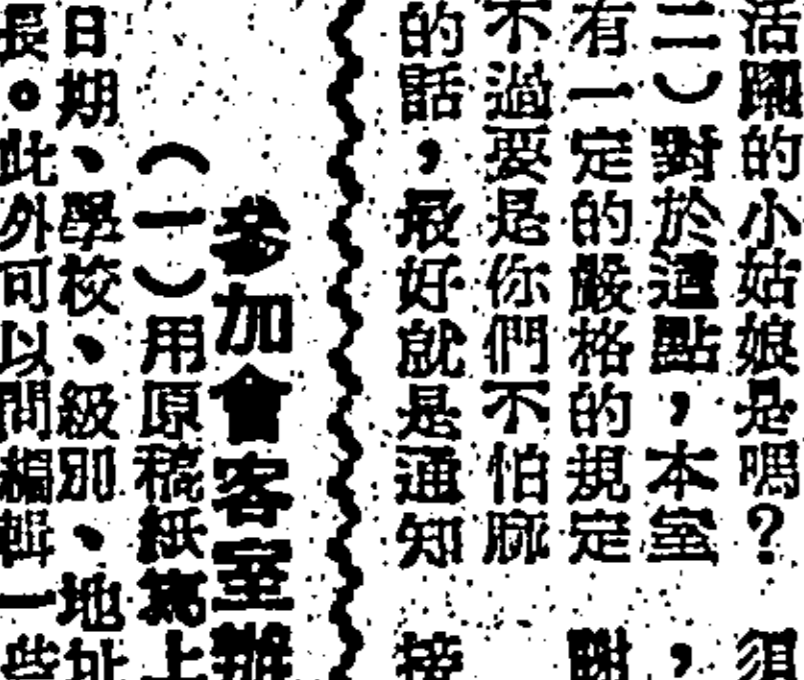 活躍的小姑娘是嗎？ 須
二）對於這點，本室 ，
有一定的嚴格的規定
不過要是你們不怕麻
的話，最好就是通知 接
參加會客室辦
（一）用原稿紙寫上
日期、學校、級別、地址
長。此外可以問編輯一些